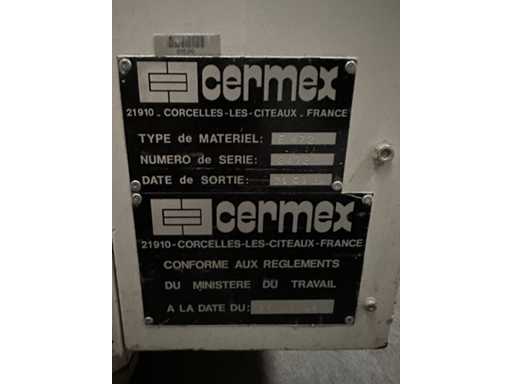 cermex
21910 - CORCELLES-LES-CITEAUX - FRANCE
TYPE de MATERIEL:
NUMERO de SERIE:
DATE de SORTIE:
cermex
21910-CORCELLES-LES-CITEAUX-FRANCE
CONFORME AUX REGLEMENTS
DU MINISTERE DU TRAVAIL
A LA DATE DU: